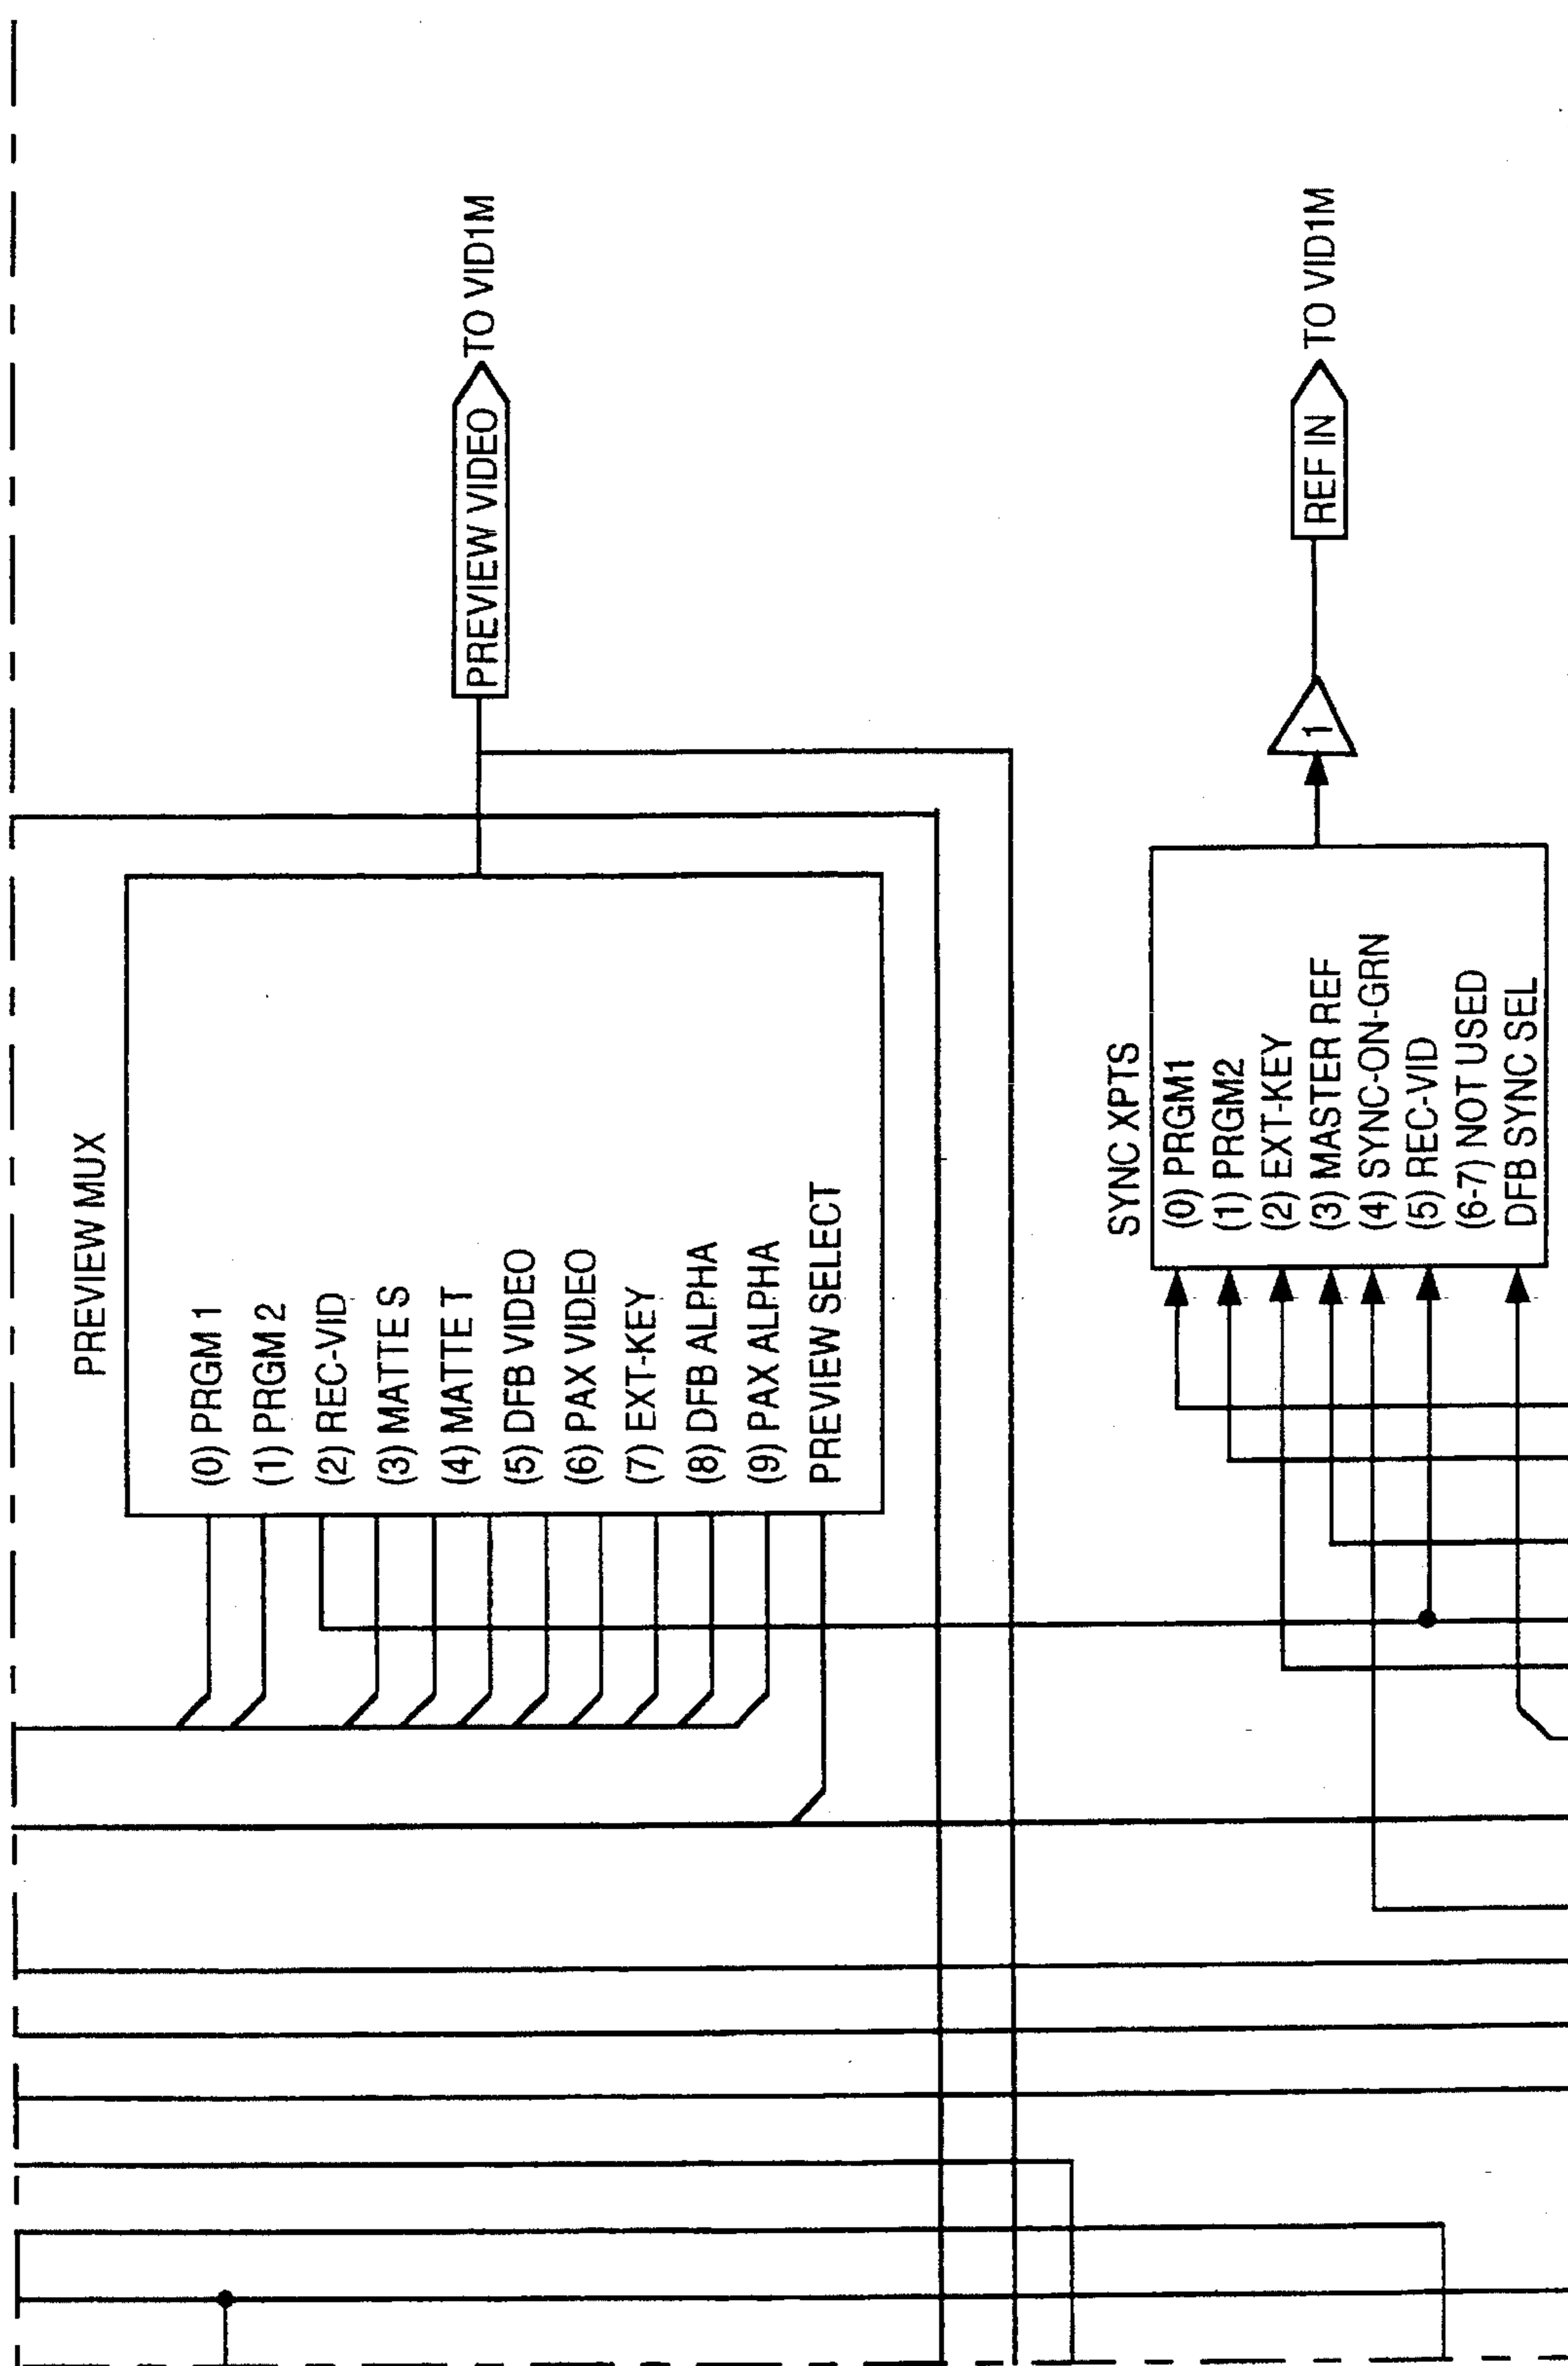 PREVIEW MUX
(0) PRGM 1
(1) PRGM 2
(2) REC-VID
(3) MATTE S
(4) MATTE T
(5) DFB VIDEO
(6) PAX VIDEO
(7) EXT-KEY
(8) DFB ALPHA
(9) PAX ALPHA
PREVIEW SELECT
PREVIEW VIDEO
TO VID1M
SYNC XPTS
(0) PRGM1
(1) PRGM2
(2) EXT-KEY
(3) MASTER REF
(4) SYNC-ON-GRN
(5) REC-VID
(6-7) NOT USED
DFB SYNC SEL
1
REF IN
TO VID1M